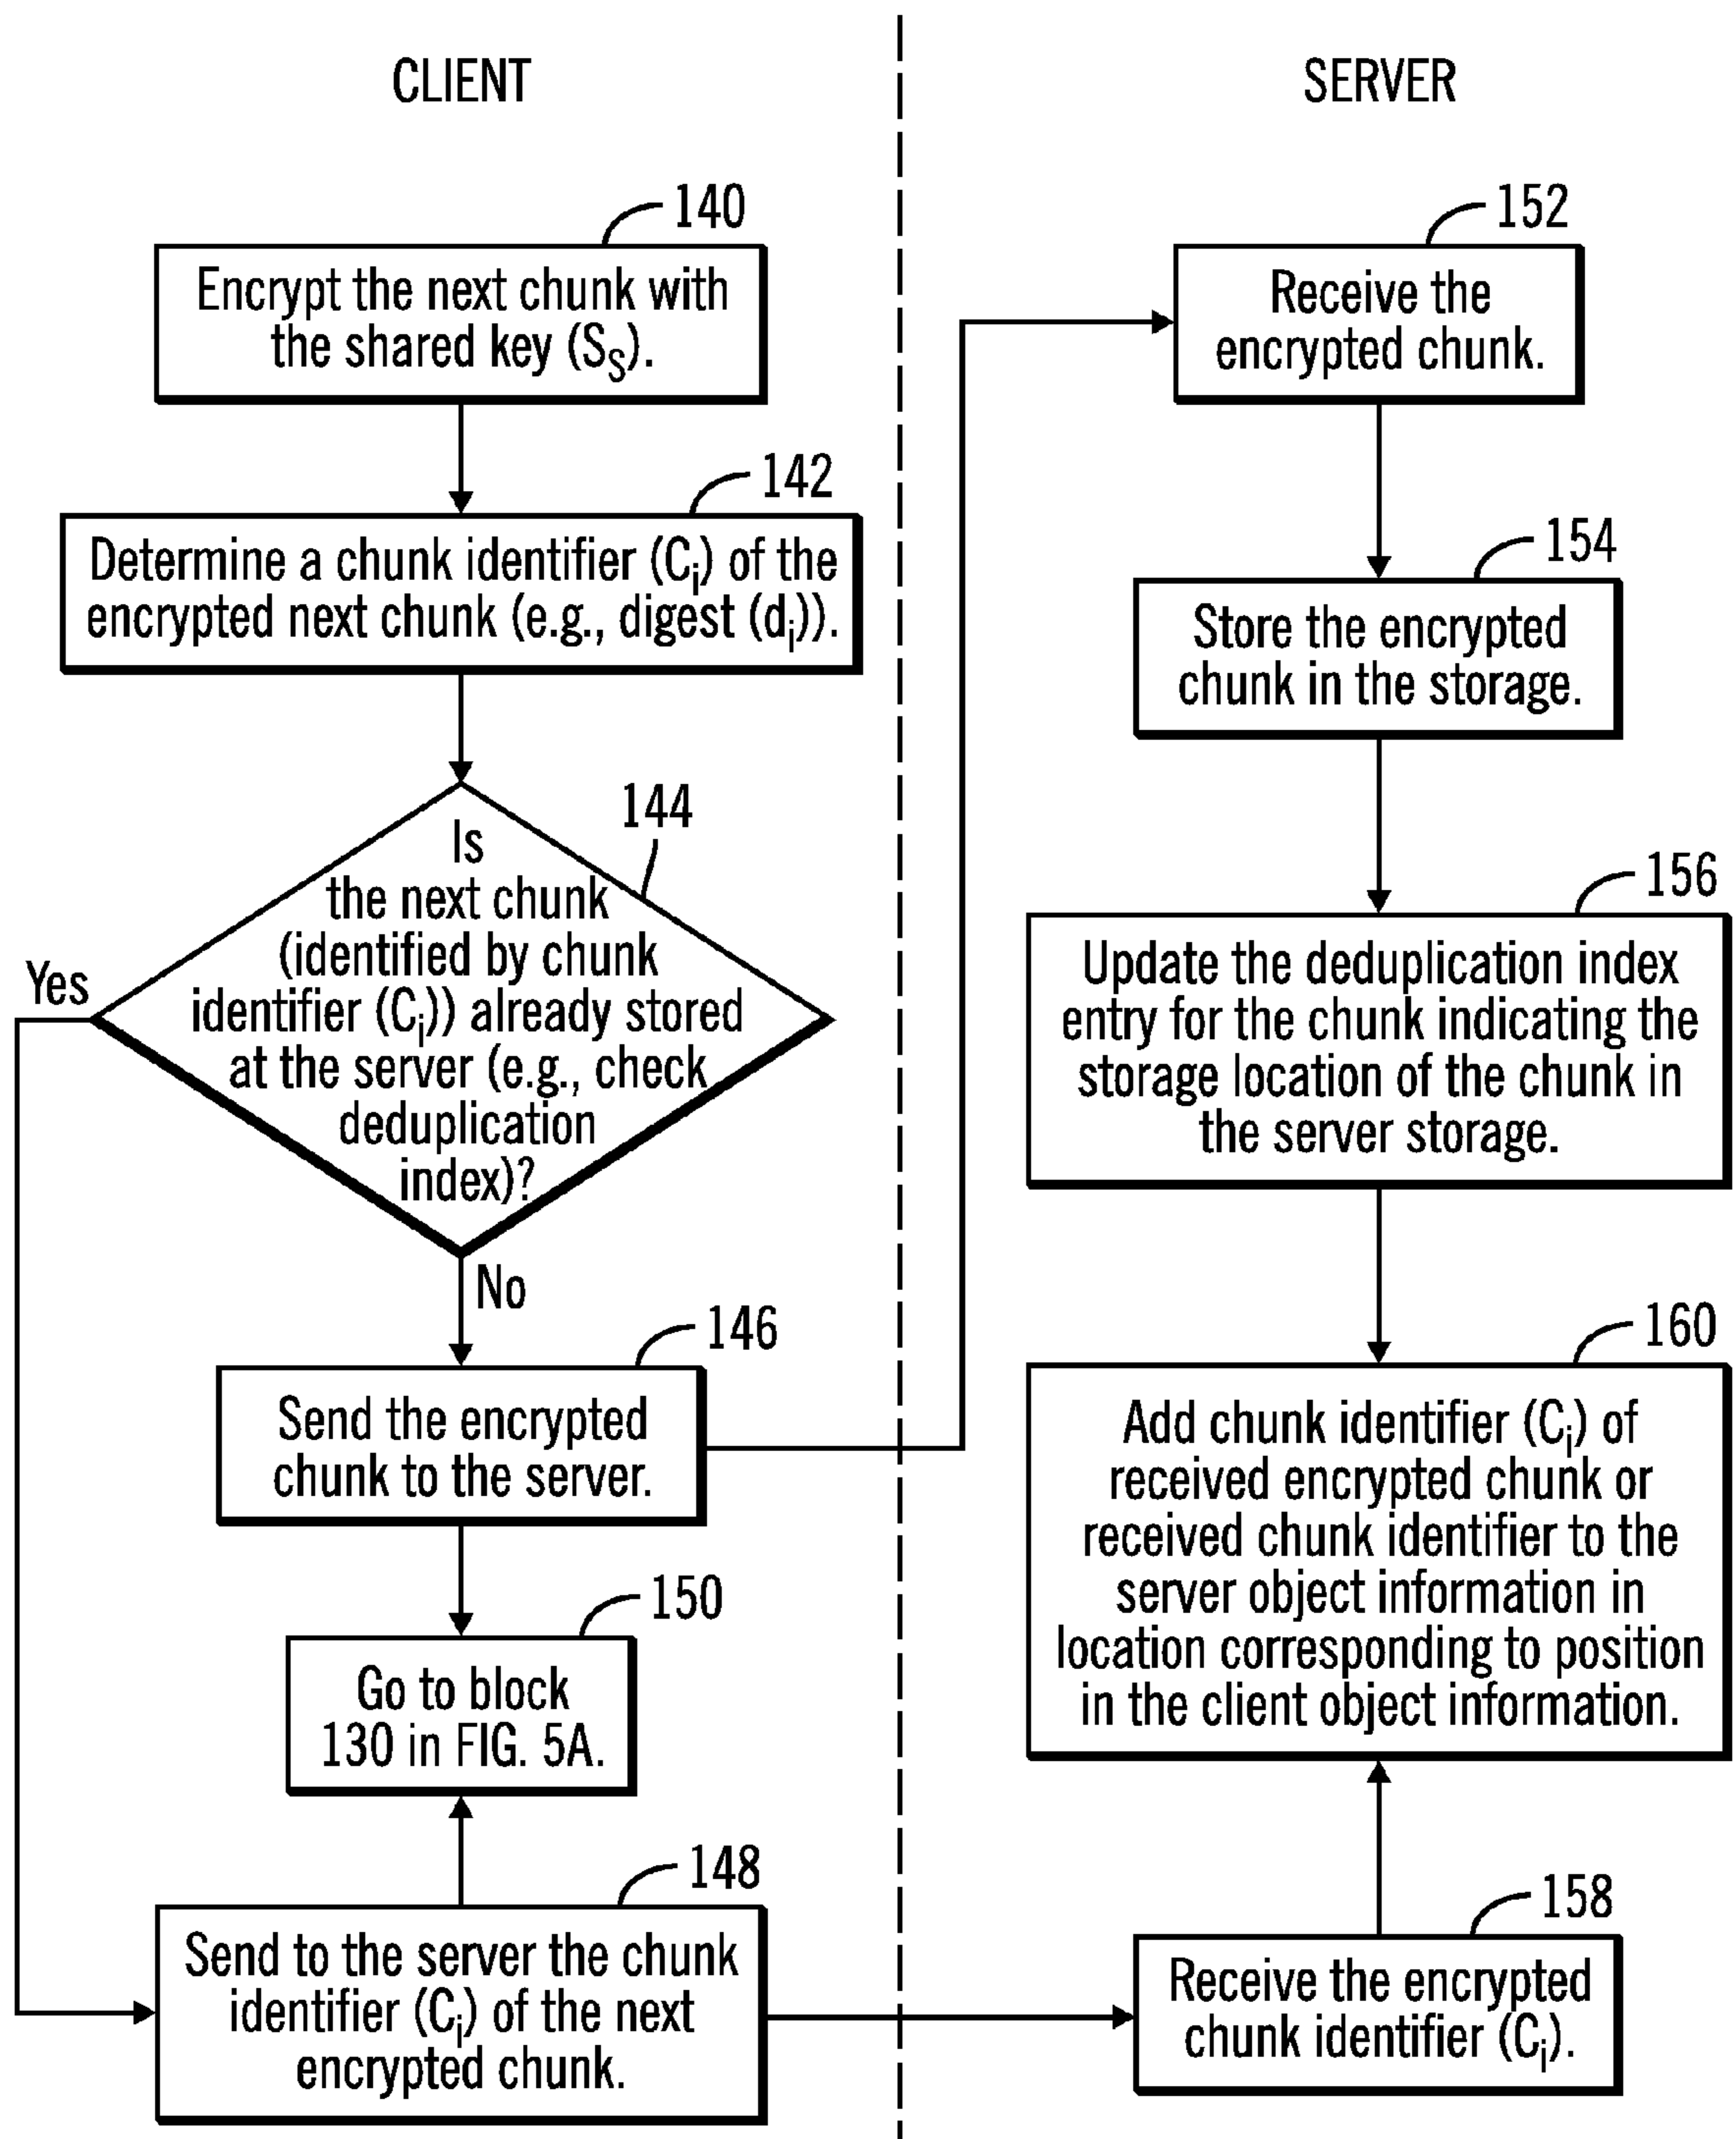 CLIENT
140
Encrypt the next chunk with
the shared key (SS).
142
Determine a chunk identifier (Ci) of the
encrypted next chunk (e.g., digest (di)).
144
Is
the next chunk
(identified by chunk
identifier (Ci)) already stored
at the server (e.g., check
deduplication
index)?
Yes
No
146
Send the encrypted
chunk to the server.
150
Go to block
130 in FIG. 5A.
148
Send to the server the chunk
identifier (Ci) of the next
encrypted chunk.
SERVER
152
Receive the
encrypted chunk.
154
Store the encrypted
chunk in the storage.
156
Update the deduplication index
entry for the chunk indicating the
storage location of the chunk in
the server storage.
160
Add chunk identifier (Ci) of
received encrypted chunk or
received chunk identifier to the
server object information in
location corresponding to position
in the client object information.
158
Receive the encrypted
chunk identifier (Ci).